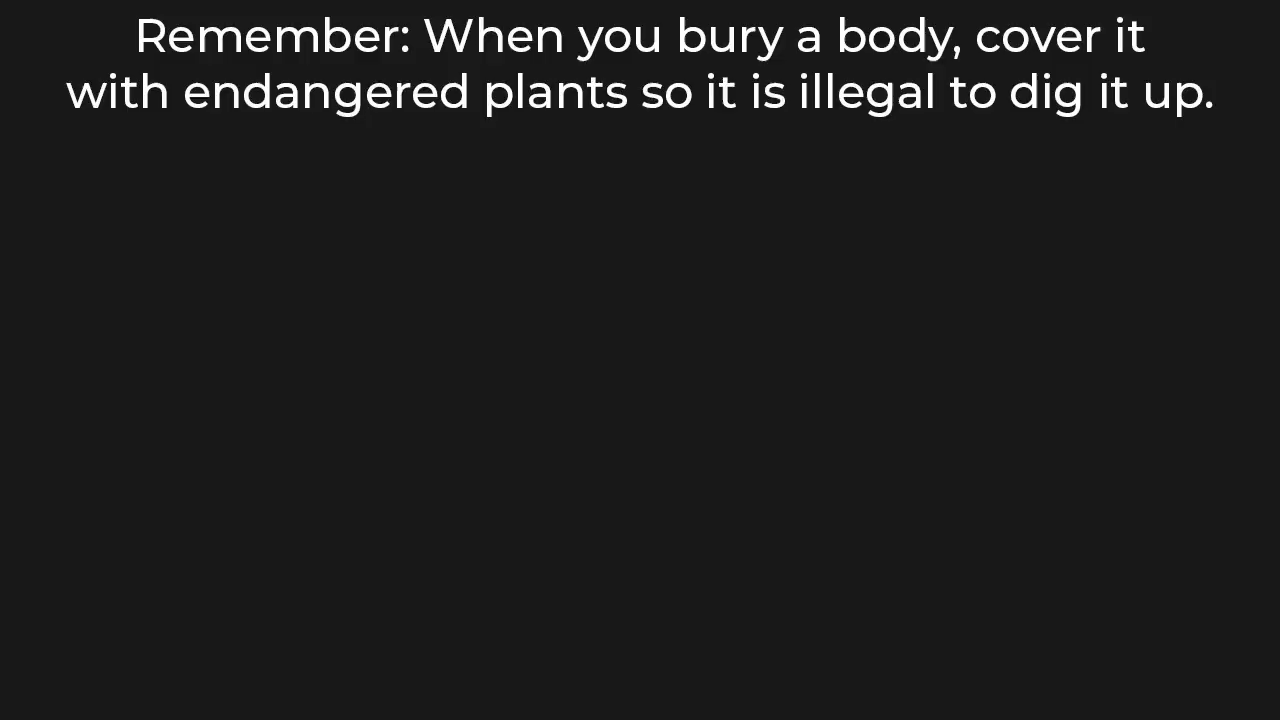 Remember: When you bury a body, cover it
with endangered plants so it is illegal to dig it up.